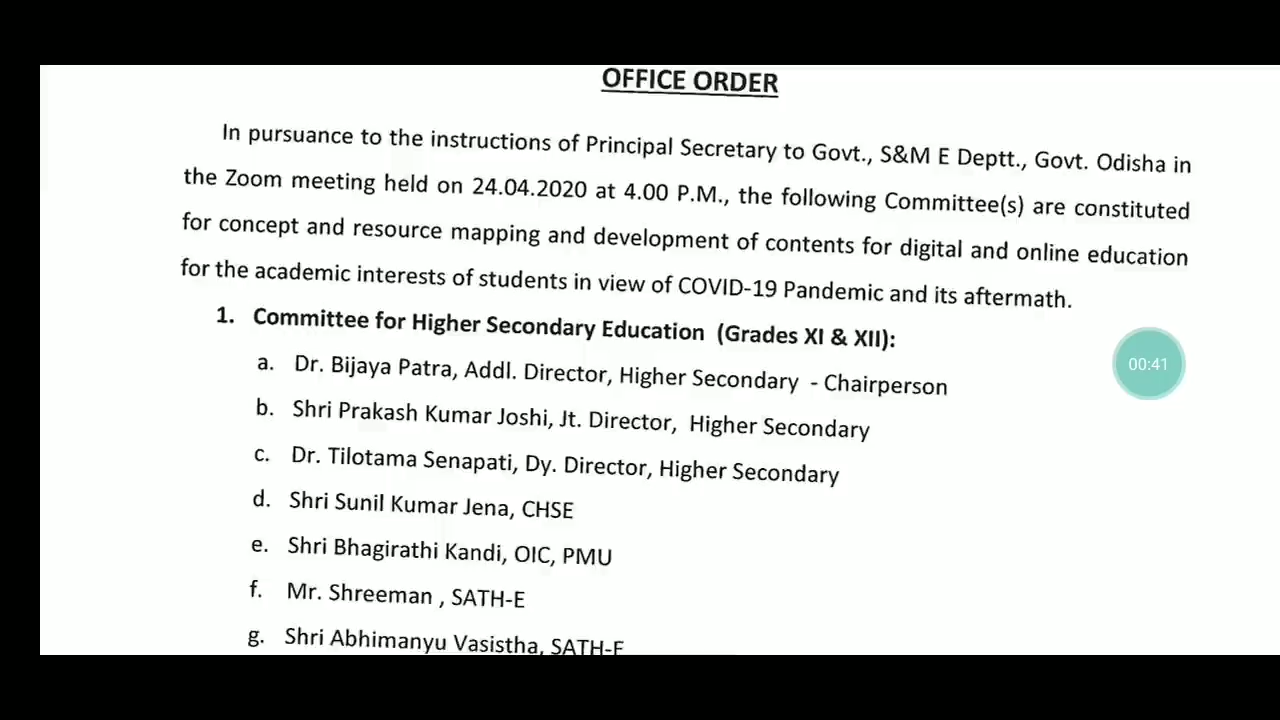 OFFICE ORDER
In pursuance to the instructions of Principal Secretary to Govt., S&M E Deptt., Govt. Odisha in
the Zoom meeting held on 24.04.2020 at 4.00 P.M., the following Committee(s) are constituted
for concept and resource mapping and development of contents for digital and online education
for the academic interests of students in view of COVID-19 Pandemic and its aftermath.
1. Committee for Higher Secondary Education (Grades XI & XII):
a. Dr. Bijaya Patra, Addl. Director, Higher Secondary - Chairperson
b. Shri Prakash Kumar Joshi, Jt. Director, Higher Secondary
c. Dr. Tilotama Senapati, Dy. Director, Higher Secondary
d. Shri Sunil Kumar Jena, CHSE
e. Shri Bhagirathi Kandi, OIC, PMU
f. Mr. Shreeman , SATH-E
g. Shri Abhimanyu Vasistha, SATH-E
00:41